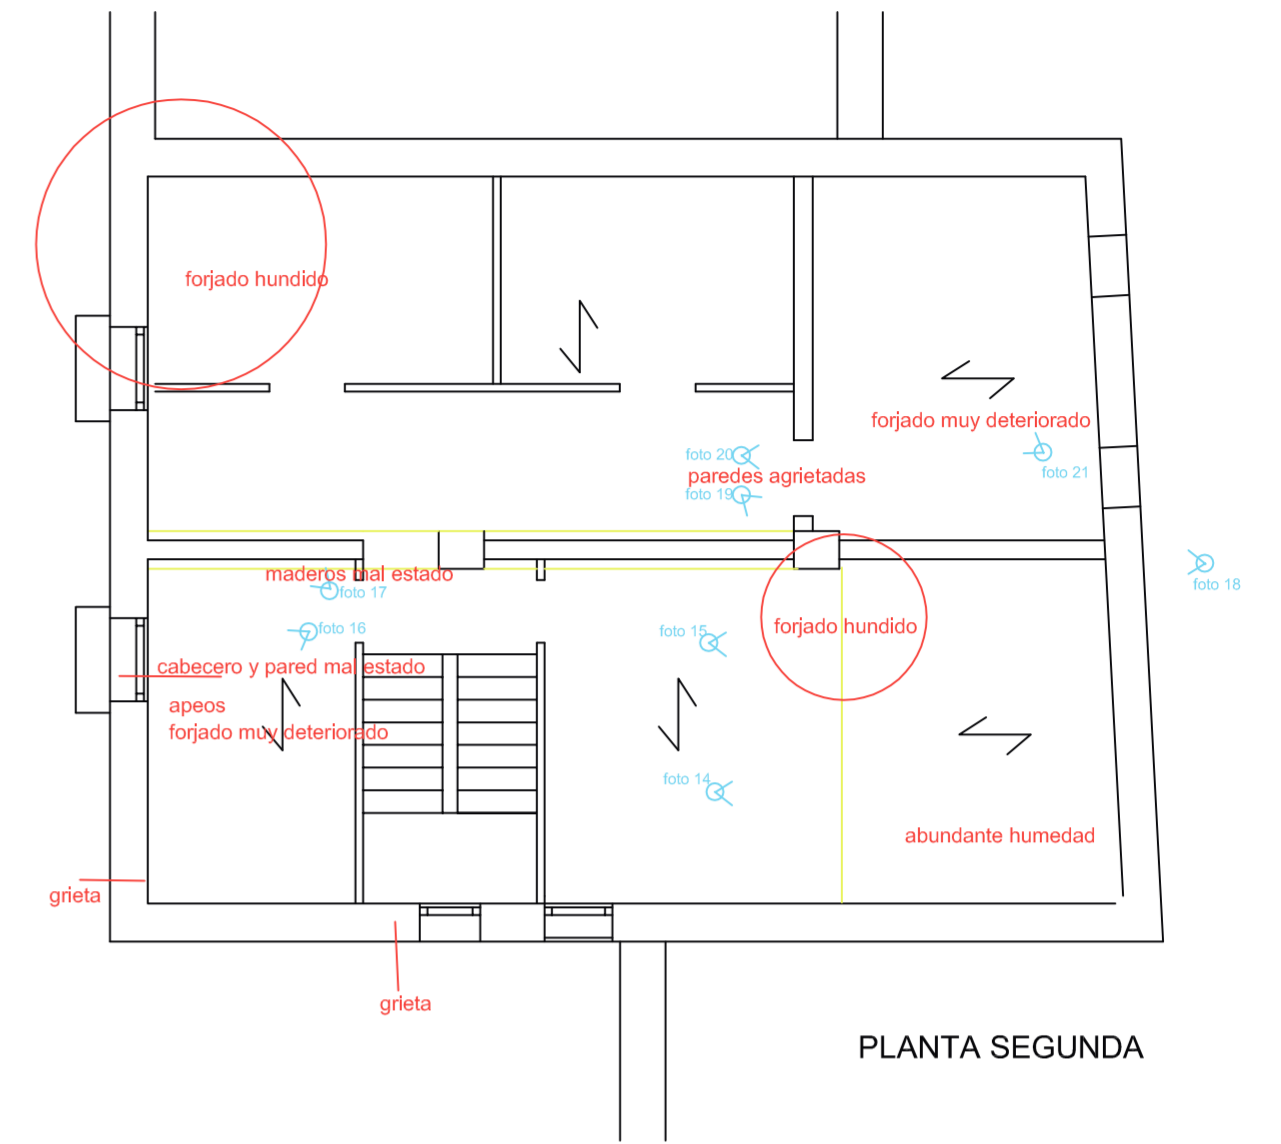 forjado hundido
forjado muy deteriorado
foto 20
paredes agrietadas
foto 21
foto 19
maderos mal estado
foto 17
foto 18
foto 16
foto 15
forjado hundido
cabecero y pared mal estado
apeos
forjado muy deteriorado
foto 14
abundante humedad
grieta
grieta
PLANTA SEGUNDA